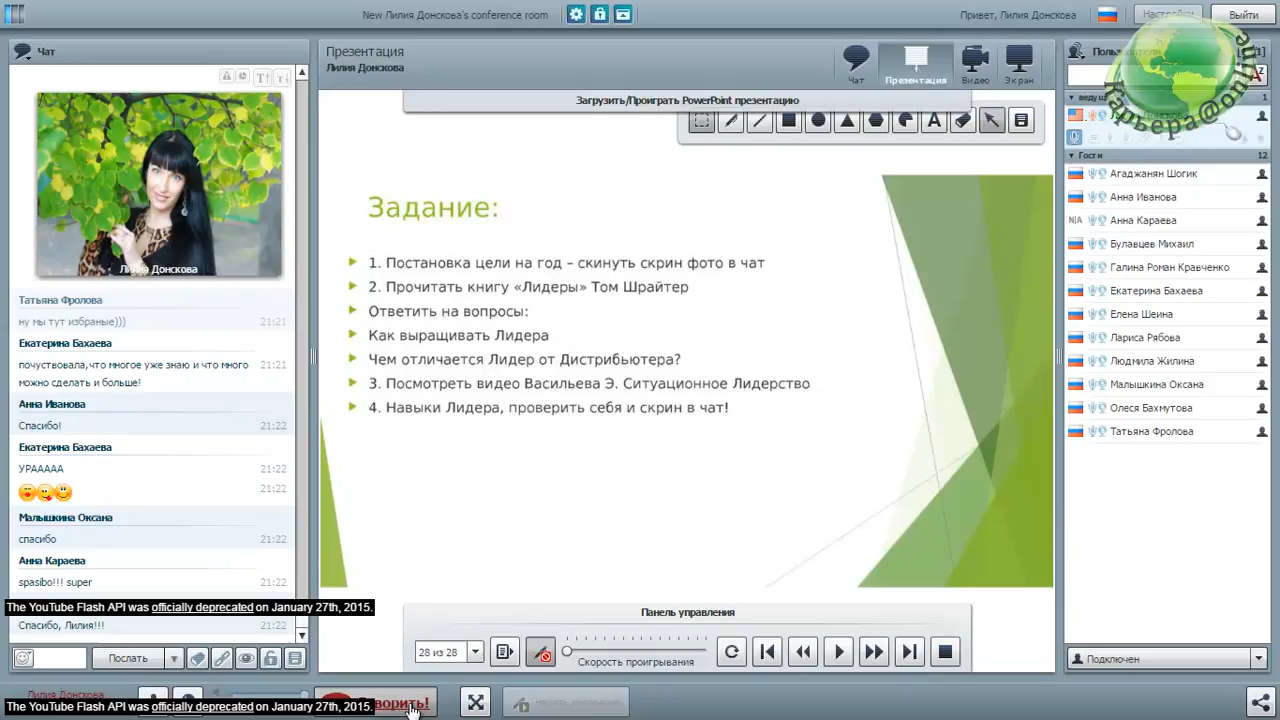 New Лилия Донскова's conference room
Привет, Лилия Донскова
Настройки
Выйти
Чат
Лилия Донскова
Татьяна Фролова
ну мы тут избраные)))
21:21
Екатерина Бахаева
почуствовала,что многое уже знаю и что много
21:21
можно сделать и больше!
Анна Иванова
Спасибо!
21:22
Екатерина Бахаева
УРААААА
21:22
21:22
Малышкина Оксана
спасибо
21:22
Анна Караева
spasibo!!! super
21:22
The YouTube Flash API was officially deprecated on January 27th, 2015.
Спасибо, Лилия!!!
21:22
Послать
Лилия Донскова
The YouTube Flash API was officially deprecated on January 27th, 2015.
Презентация
Лилия Донскова
Чат
Презентация
Видео
Экран
Загрузить/Проиграть PowerPoint презентацию
A
Задание:
1. Постановка цели на год – скинуть скрин фото в чат
2. Прочитать книгу «Лидеры» Том Шрайтер
Ответить на вопросы:
Как выращивать Лидера
Чем отличается Лидер от Дистрибьютера?
3. Посмотреть видео Васильева Э. Ситуационное Лидерство
4. Навыки Лидера, проверить себя и скрин в чат!
Панель управления
28 из 28
Скорость проигрывания
карьера@online
1
Гости
12
Агаджанян Шогик
Анна Иванова
N/A
Анна Караева
Булавцев Михаил
Галина Роман Кравченко
Екатерина Бахаева
Елена Шеина
Лариса Рябова
Людмила Жилина
Малышкина Оксана
Олеся Бахмутова
Татьяна Фролова
Подключен